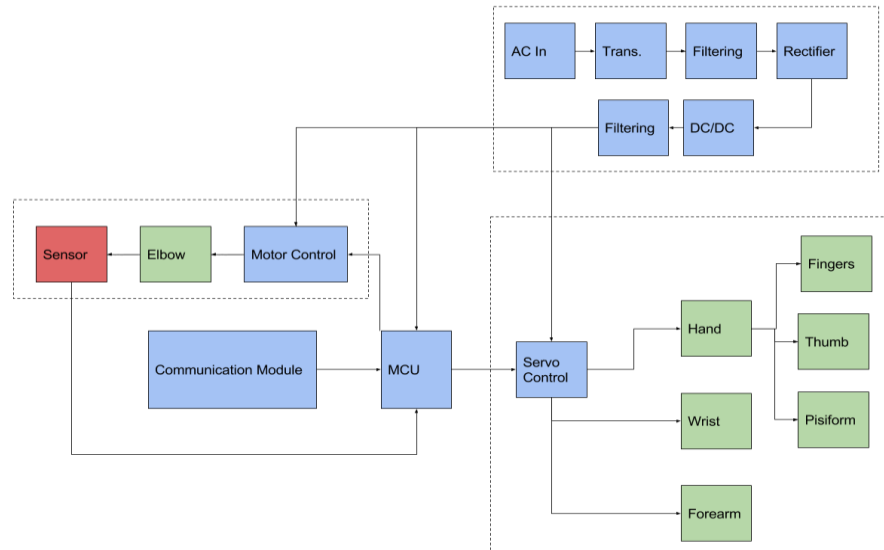 AC In
Trans.
Filtering
Rectifier
Filtering
DC/DC
Sensor
Elbow
Motor Control
Fingers
Hand
Thumb
Communication Module
MCU
Servo
Control
Wrist
Pisiform
Forearm